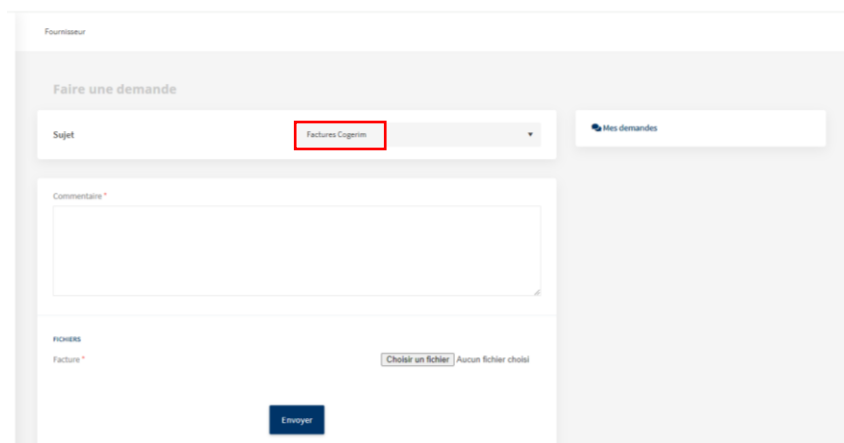 Fournisseur
Faire une demande
Sujet
Factures Cogerim
Mes demandes
Commentaire *
FICHIERS
Facture *
Choisir un fichier Aucun fichier choisi
Envoyer